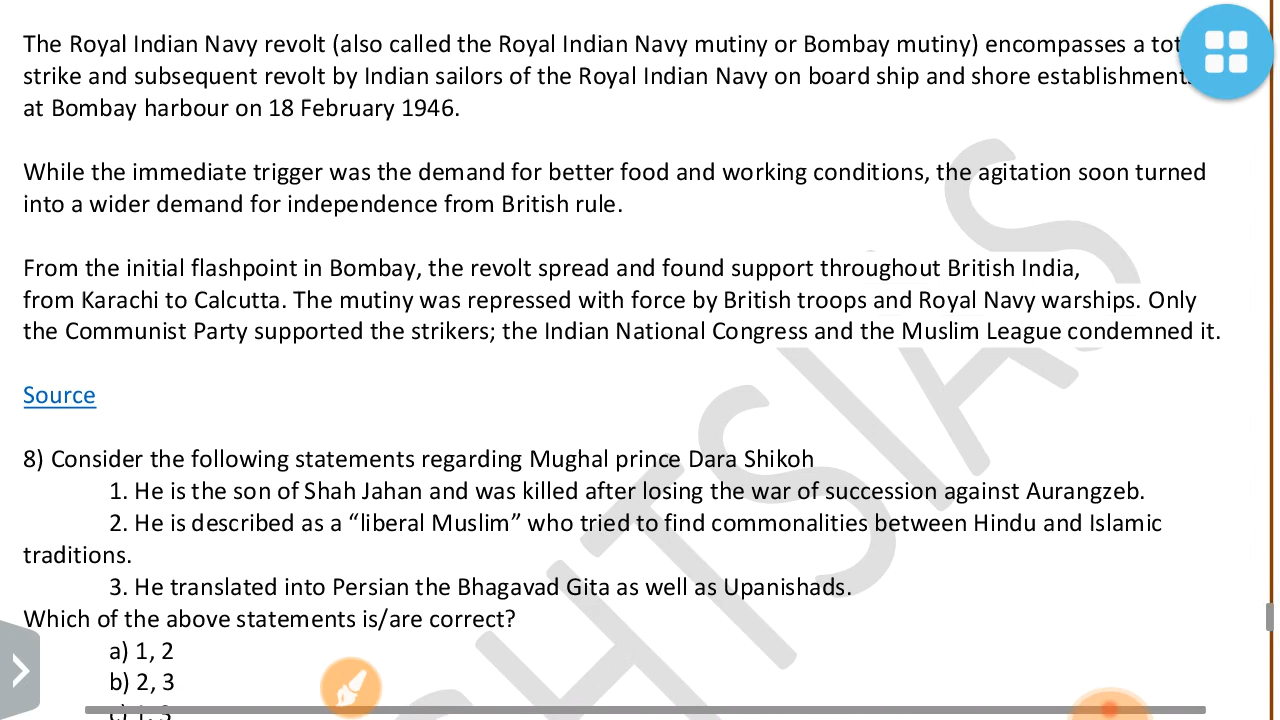 The Royal Indian Navy revolt (also called the Royal Indian Navy mutiny or Bombay mutiny) encompasses a
strike and subsequent revolt by Indian sailors of the Royal Indian Navy on board ship and shore
at Bombay harbour on 18 February 1946.
While the immediate trigger was the demand for better food and working conditions, the agitation soon turned
into a wider demand for independence from British rule.
From the initial flashpoint in Bombay, the revolt spread and found support throughout British India,
from Karachi to Calcutta. The mutiny was repressed with force by British troops and Royal Navy warships. Only
the Communist Party supported the strikers; the Indian National Congress and the Muslim League condemned it.
Source
8) Consider the following statements regarding Mughal prince Dara Shikoh
1. He is the son of Shah Jahan and was killed after losing the war of succession against Aurangzeb.
2. He is described as a “liberal Muslim” who tried to find commonalities between Hindu and Islamic
traditions.
3. He translated into Persian the Bhagavad Gita as well as Upanishads.
Which of the above statements is/are correct?
a) 1, 2
b) 2, 3